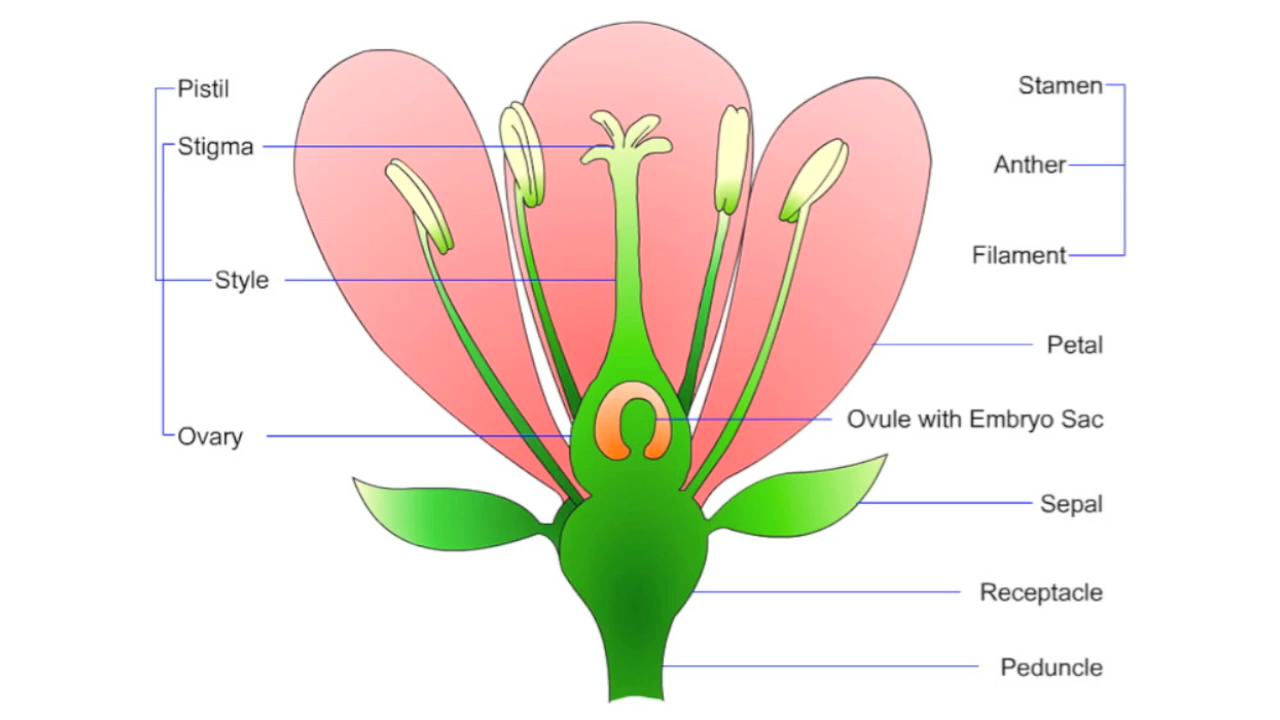 Pistil
Stigma
Style
Ovary
Stamen
Anther
Filament
Petal
Ovule with Embryo Sac
Sepal
Receptacle
Peduncle